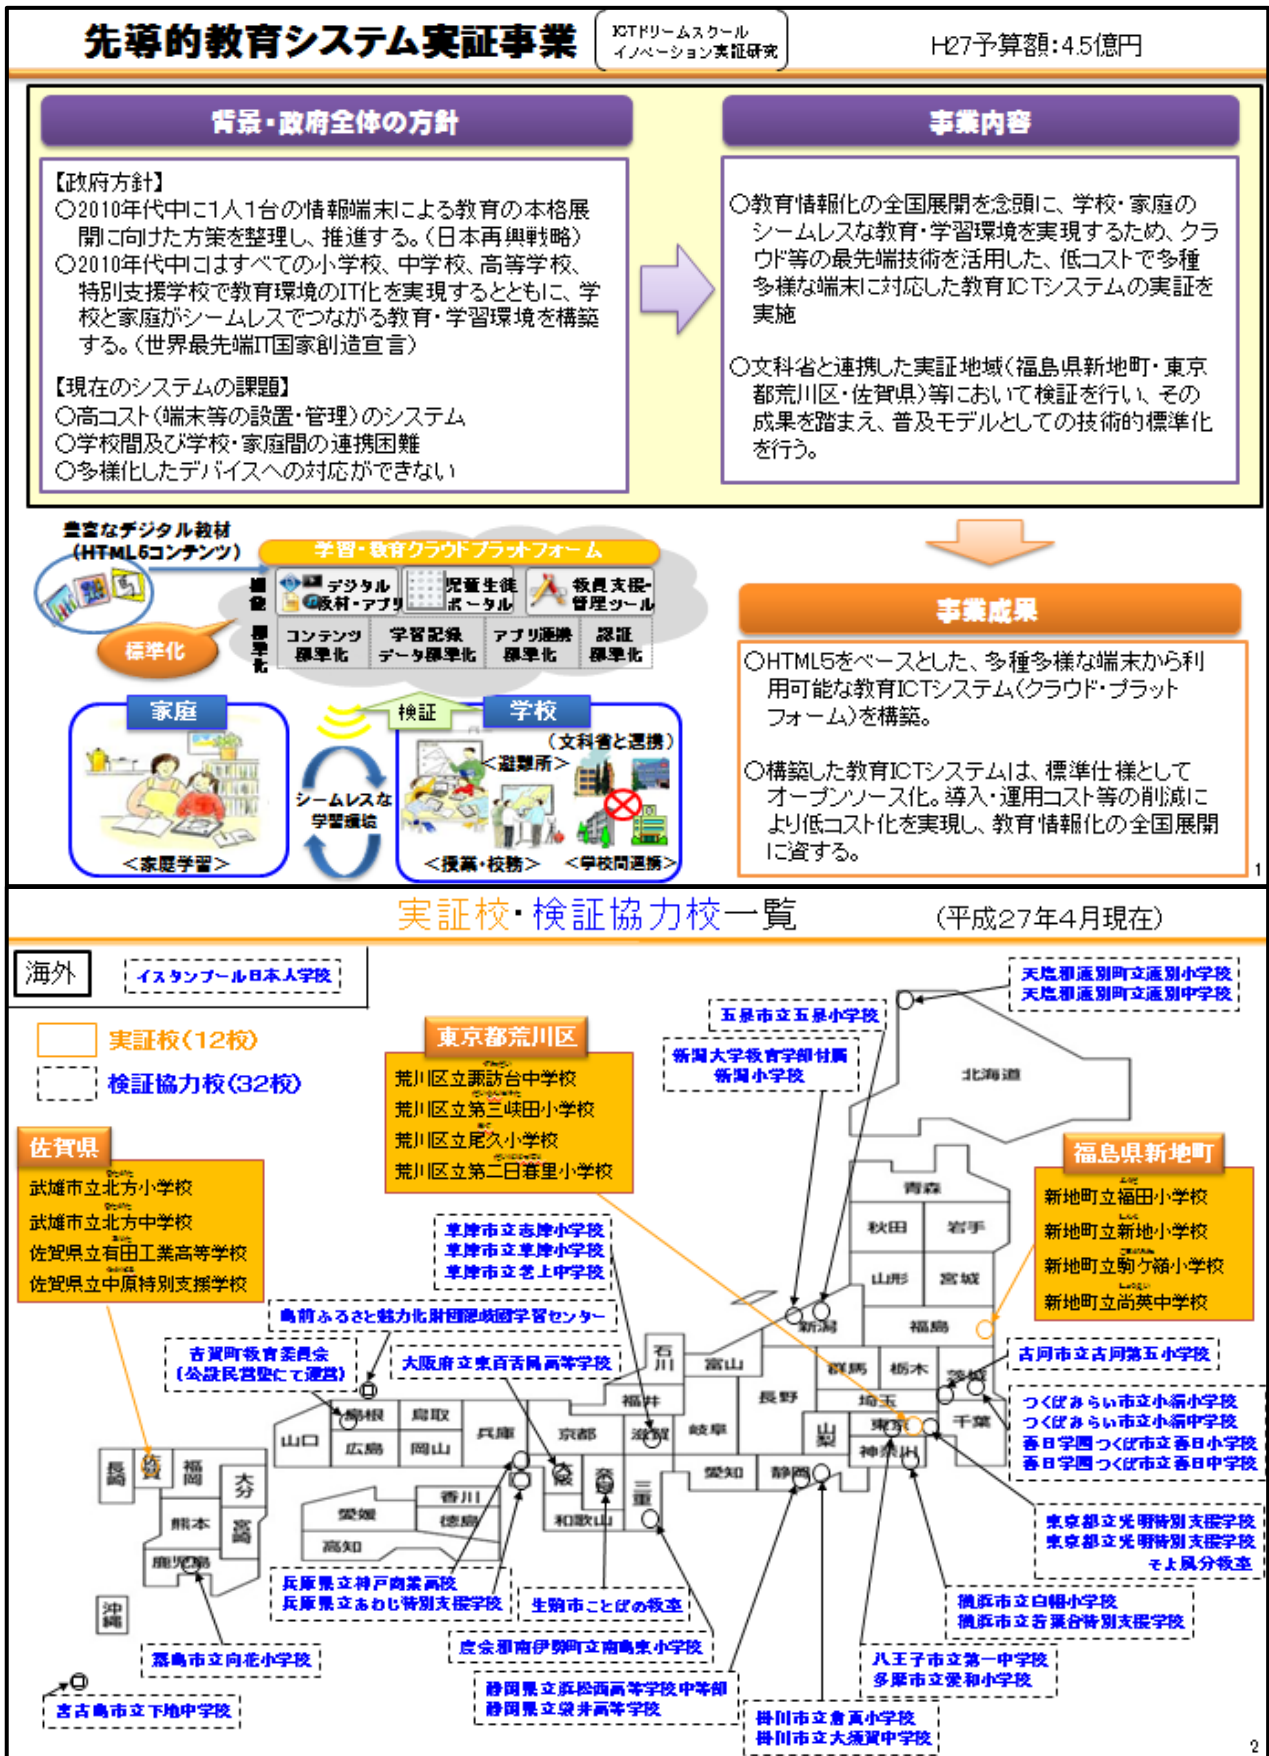 先導的教育システム実証事業
ICTドリームスクール
イノベーション実証研究
H27予算額：4.5億円
背景・政府全体の方針
【政府方針】
○2010年代中に1人1台の情報端末による教育の本格展
開に向けた方策を整理し、推進する。（日本再興戦略）
○2010年代中にはすべての小学校、中学校、高等学校、
特別支援学校で教育環境のIT化を実現するとともに、学
校と家庭がシームレスでつながる教育・学習環境を構築
する。（世界最先端IT国家創造宣言）
【現在のシステムの課題】
○高コスト（端末等の設置・管理）のシステム
○学校間及び学校・家庭間の連携困難
○多様化したデバイスへの対応ができない
事業内容
○教育情報化の全国展開を念頭に、学校・家庭の
シームレスな教育・学習環境を実現するため、クラ
ウド等の最先端技術を活用した、低コストで多種
多様な端末に対応した教育ICTシステムの実証を
実施
○文科省と連携した実証地域（福島県新地町・東京
都荒川区・佐賀県）等において検証を行い、その
成果を踏まえ、普及モデルとしての技術的標準化
を行う。
豊富なデジタル教材
（HTML5コンテンツ）
標準化
学習・教育クラウドプラットフォーム
機能
デジタル
教材・アプリ
児童生徒
ポータル
教員支援・
管理ツール
標準化
コンテンツ
標準化
学習記録
データ標準化
アプリ連携
標準化
認証
標準化
家庭
＜家庭学習＞
シームレスな
学習環境
検証
学校
（文科省と連携）
＜避難所＞
＜授業・校務＞
＜学校間連携＞
事業成果
○HTML5をベースとした、多種多様な端末から利
用可能な教育ICTシステム（クラウド・プラット
フォーム）を構築。
○構築した教育ICTシステムは、標準仕様として
オープンソース化。導入・運用コスト等の削減に
より低コスト化を実現し、教育情報化の全国展開
に資する。
1
実証校・検証協力校一覧
（平成27年4月現在）
海外
イスタンブール日本人学校
実証校（12校）
検証協力校（32校）
佐賀県
武雄市立北方小学校
武雄市立北方中学校
佐賀県立有田工業高等学校
佐賀県立中原特別支援学校
東京都荒川区
荒川区立諏訪台中学校
荒川区立第三峡田小学校
荒川区立尾久小学校
荒川区立第二日暮里小学校
福島県新地町
新地町立福田小学校
新地町立新地小学校
新地町立駒ケ嶺小学校
新地町立尚英中学校
天塩郡遠別町立遠別小学校
天塩郡遠別町立遠別中学校
五泉市立五泉小学校
新潟大学教育学部付属
新潟小学校
草津市立志津小学校
草津市立草津小学校
草津市立老上中学校
島前ふるさと魅力化財団隠岐國学習センター
吉賀町教育委員会
（公設民営塾にて運営）
大阪府立東百舌鳥高等学校
古河市立古河第五小学校
つくばみらい市立小絹小学校
つくばみらい市立小絹中学校
春日学園つくば市立春日小学校
春日学園つくば市立春日中学校
東京都立光明特別支援学校
東京都立光明特別支援学校
そよ風分教室
横浜市立白幡小学校
横浜市立若葉台特別支援学校
八王子市立第一中学校
多摩市立愛和小学校
掛川市立倉真小学校
掛川市立大須賀中学校
静岡県立浜松西高等学校中等部
静岡県立袋井高等学校
度会郡南伊勢町立南島東小学校
生駒市ことばの教室
兵庫県立神戸商業高校
兵庫県立あわじ特別支援学校
霧島市立向花小学校
宮古島市立下地中学校
北海道
青森
秋田
岩手
山形
宮城
新潟
福島
石川
富山
群馬
栃木
茨城
福井
長野
埼玉
千葉
山梨
東京
神奈川
島根
鳥取
兵庫
京都
滋賀
岐阜
山口
広島
岡山
大阪
奈良
三重
愛知
静岡
和歌山
長崎
佐賀
福岡
大分
熊本
宮崎
鹿児島
沖縄
愛媛
香川
徳島
高知
2